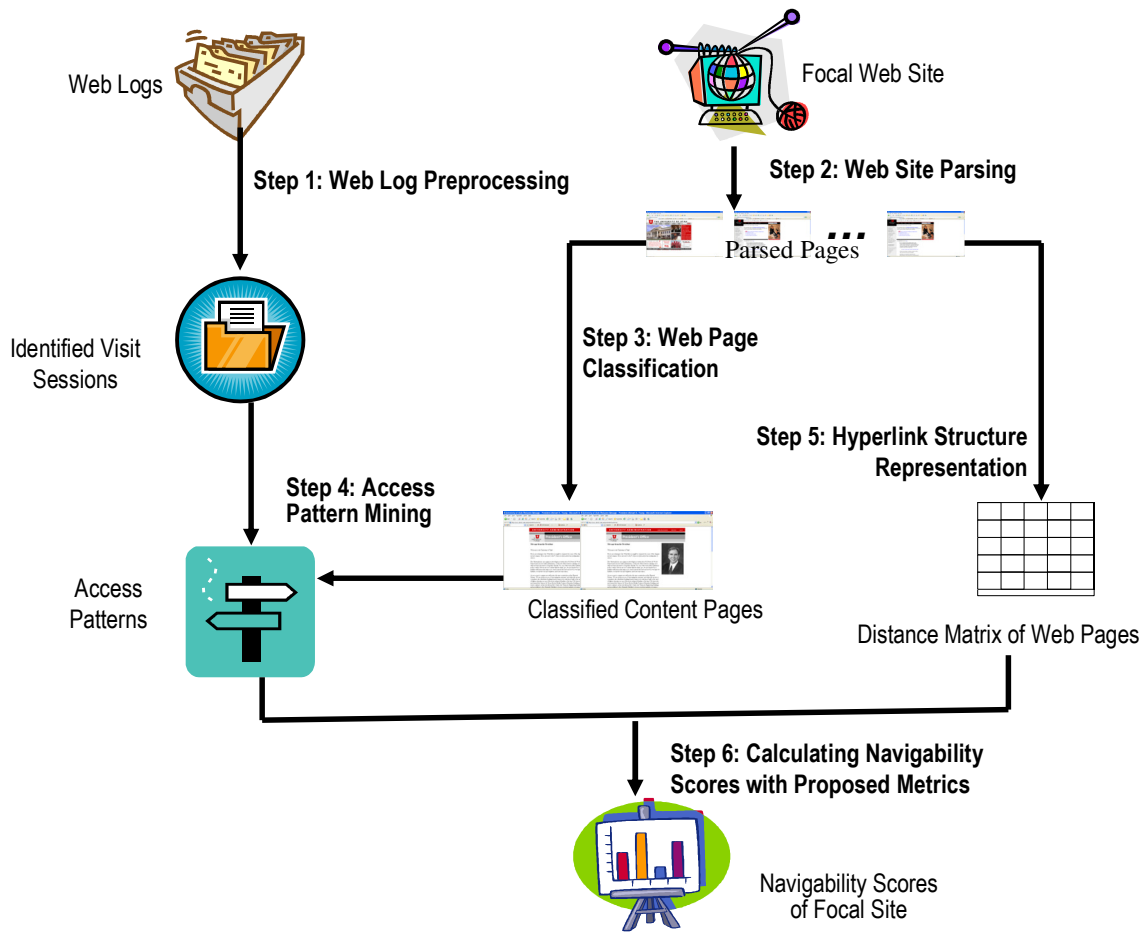 Web Logs
Focal Web Site
Step 1: Web Log Preprocessing
Step 2: Web Site Parsing
...
Parsed Pages
Identified Visit
Sessions
Step 3: Web Page
Classification
Step 5: Hyperlink Structure
Representation
Step 4: Access
Pattern Mining
Access
Patterns
Classified Content Pages
Distance Matrix of Web Pages
Step 6: Calculating Navigability
Scores with Proposed Metrics
Navigability Scores
of Focal Site